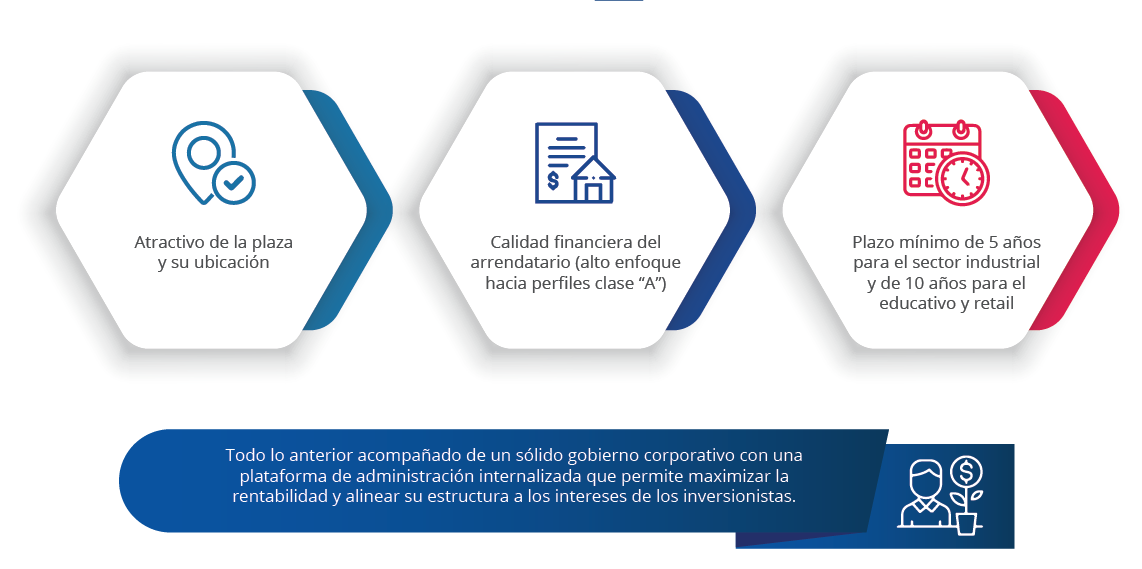 Atractivo de la plaza
y su ubicación
$
Calidad financiera del
arrendatario (alto enfoque
hacia perfiles clase “A”)
Plazo mínimo de 5 años
para el sector industrial
y de 10 años para el
educativo y retail
Todo lo anterior acompañado de un sólido gobierno corporativo con una
plataforma de administración internalizada que permite maximizar la
rentabilidad y alinear su estructura a los intereses de los inversionistas.
$